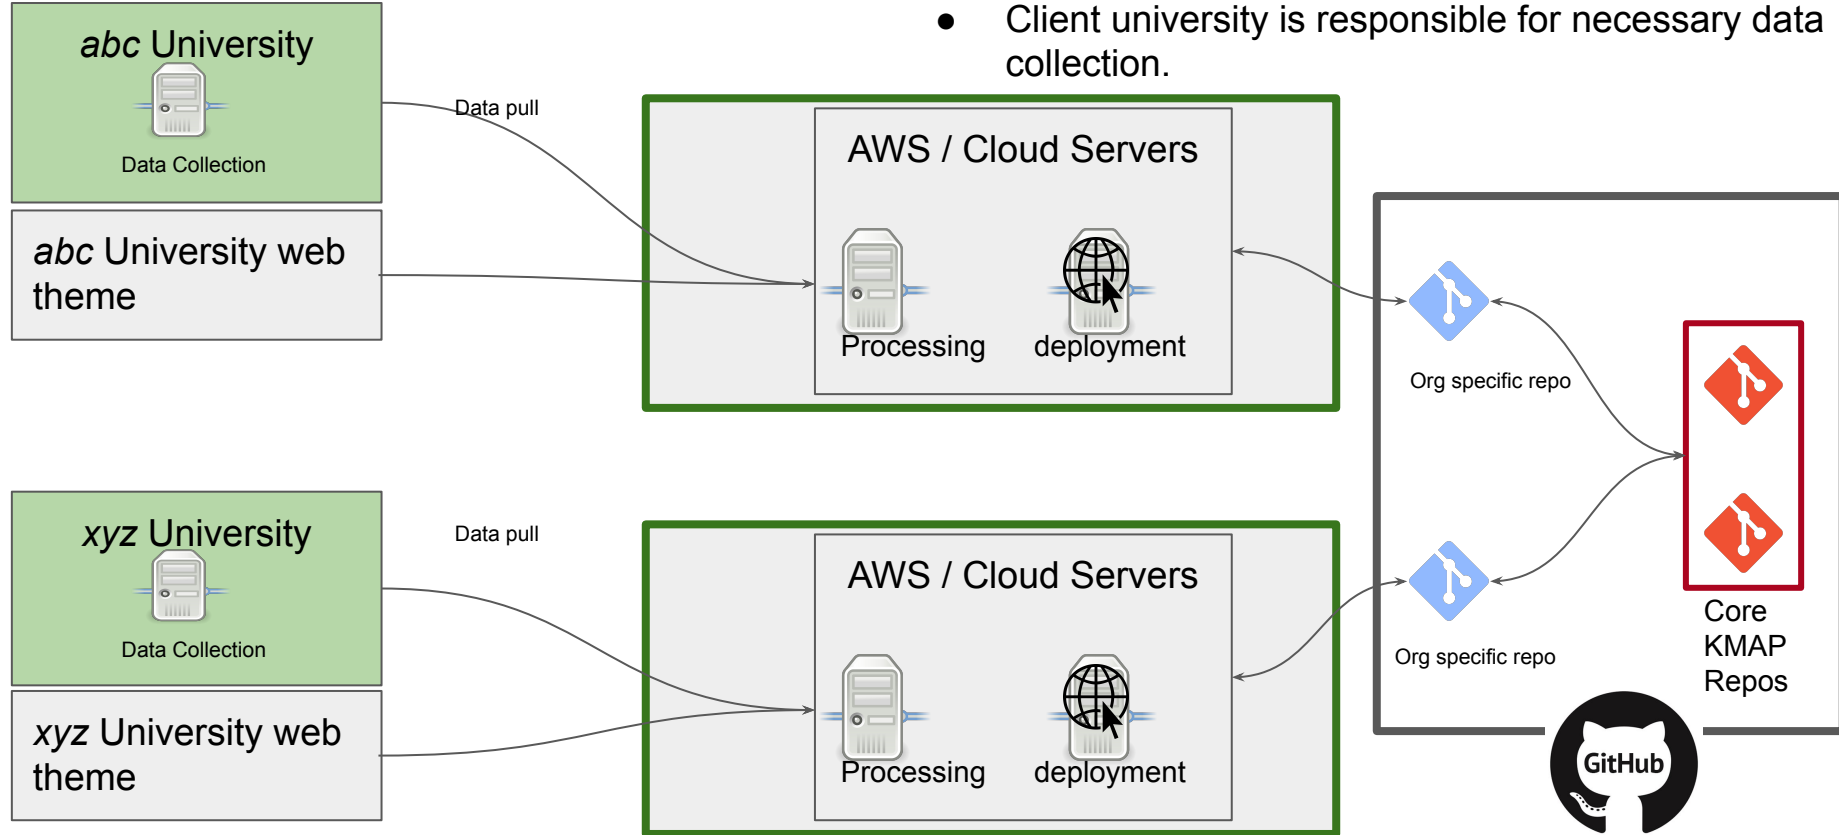 ● Client university is responsible for necessary data
collection.
abc University
Data Collection
abc University web
theme
Data pull
AWS / Cloud Servers
Processing
deployment
Org specific repo
xyz University
Data Collection
xyz University web
theme
Data pull
AWS / Cloud Servers
Processing
deployment
Org specific repo
Core
KMAP
Repos
GitHub